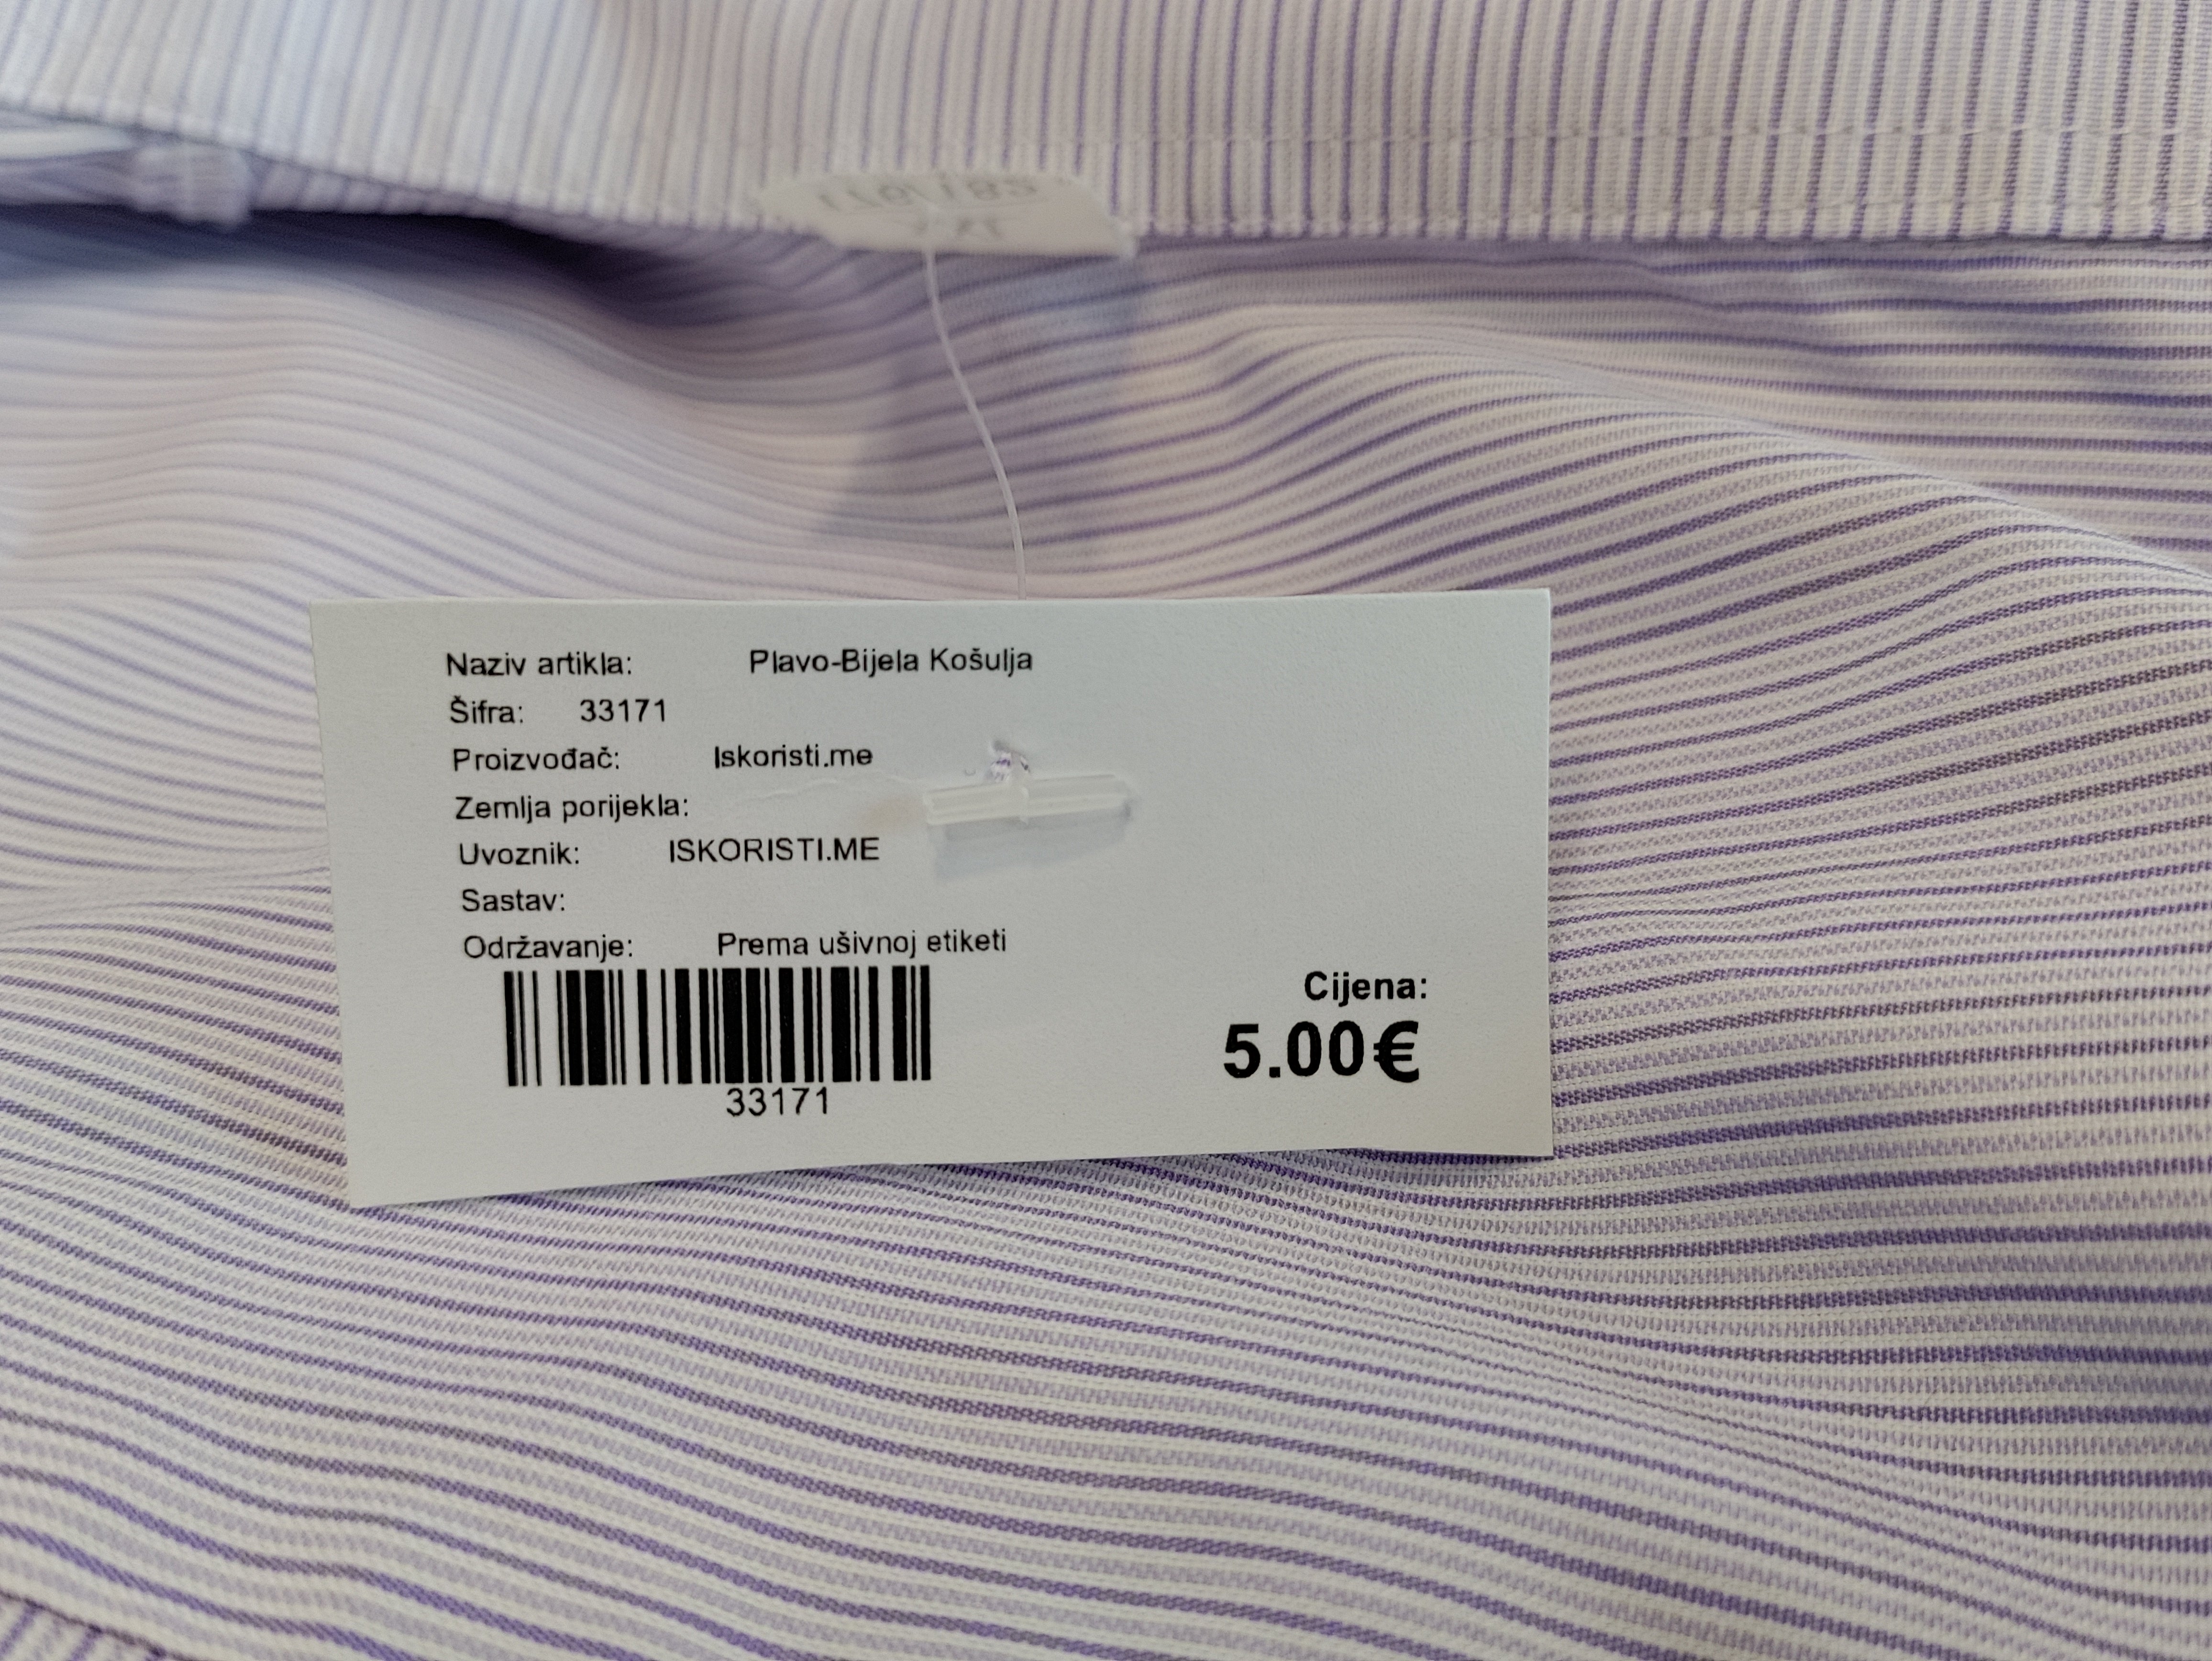 Naziv artikla: Plavo-Bijela Košulja
Šifra: 33171
Proizvođač: Iskoristi.me
Zemlja porijekla:
Uvoznik: ISKORISTI.ME
Sastav:
Održavanje: Prema ušivnoj etiketi
33171
Cijena:
5.00€